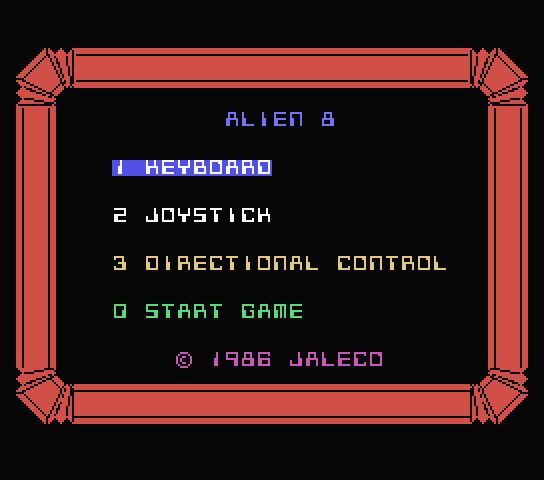 ALIEN 8
1 KEYBOARD
2 JOYSTICK
3 DIRECTIONAL CONTROL
0 START GAME
© 1986 JALECO